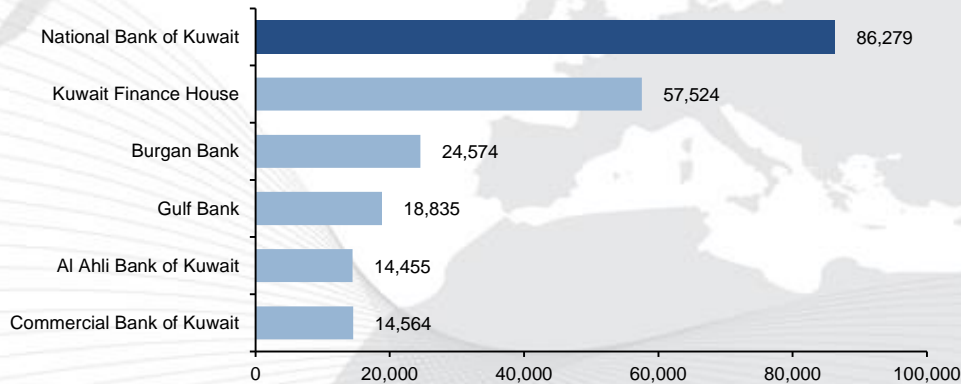 National Bank of Kuwait 86,279
Kuwait Finance House 57,524
Burgan Bank 24,574
Gulf Bank 18,835
Al Ahli Bank of Kuwait 14,455
Commercial Bank of Kuwait 14,564
0 20,000 40,000 60,000 80,000 100,000